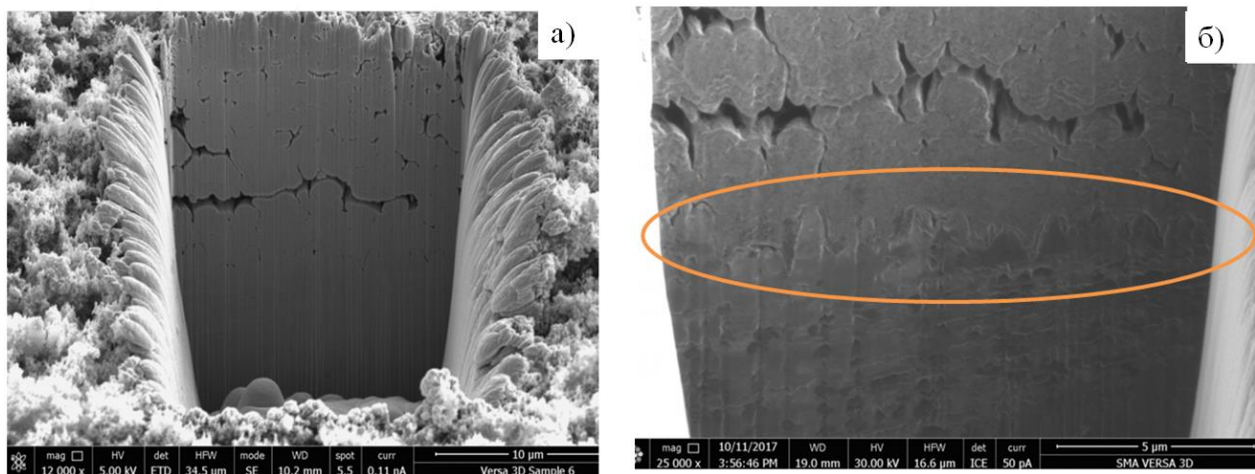 а)
mag □ HV det HFW mode WD spot curr 10 µm
12 000 x 5.00 kV ETD 34.5 µm SE 10.2 mm 5.5 0.11 nA Versa 3D Sample 6
б)
mag □ 10/11/2017 WD HV HFW det curr 5 µm
25 000 x 3:56:46 PM 19.0 mm 30.00 kV 16.6 µm ICE 50 pA SMA VERSA 3D